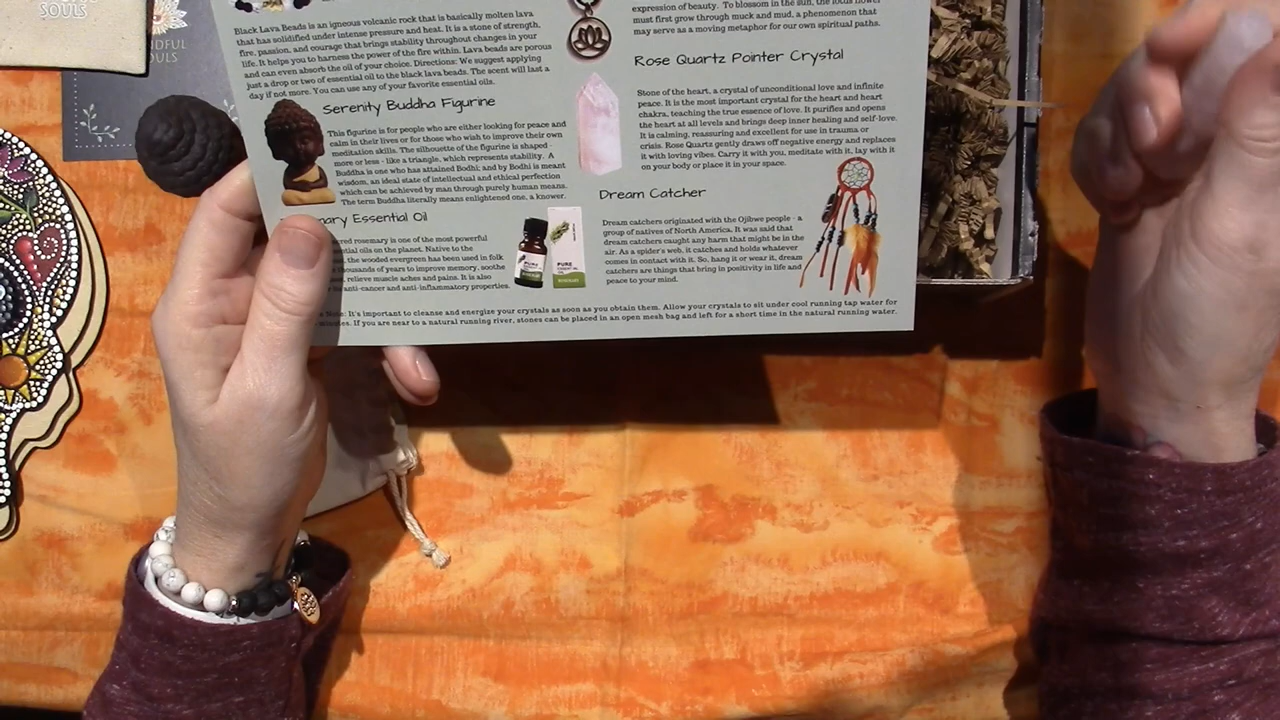 SOULS
NDFUL
SOULS
Black Lava Beads is an igneous volcanic rock that is basically molten lava
that has solidified under intense pressure and heat. It is a stone of strength,
fire, passion, and courage that brings stability throughout changes in your
life. It helps you to harness the power of the fire within. Lava beads are porous
and can even absorb the oil of your choice. Directions: We suggest applying
just a drop or two of essential oil to the black lava beads. The scent will last a
day if not more. You can use any of your favorite essential oils.
Serenity Buddha Figurine
This figurine is for people who are either looking for peace and
calm in their lives or for those who wish to improve their own
meditation skills. The silhouette of the figurine is shaped -
more or less - like a triangle, which represents stability. A
Buddha is one who has attained Bodhi; and by Bodhi is meant
wisdom, an ideal state of intellectual and ethical perfection
which can be achieved by man through purely human means.
The term Buddha literally means enlightened one, a knower.
mary Essential Oil
red rosemary is one of the most powerful
ential oils on the planet. Native to the
, the wooded evergreen has been used in folk
thousands of years to improve memory, soothe
, relieve muscle aches and pains. It is also
anti-cancer and anti-inflammatory properties.
PURE
PURE
expression of beauty. To blossom in the sun, the lotus flower
must first grow through muck and mud, a phenomenon that
may serve as a moving metaphor for our own spiritual paths.
Rose Quartz Pointer Crystal
Stone of the heart, a crystal of unconditional love and infinite
peace. It is the most important crystal for the heart and heart
chakra, teaching the true essence of love. It purifies and opens
the heart at all levels and brings deep inner healing and self-love.
It is calming, reassuring and excellent for use in trauma or
crisis. Rose Quartz gently draws off negative energy and replaces
it with loving vibes. Carry it with you, meditate with it, lay with it
on your body or place it in your space.
Dream Catcher
Dream catchers originated with the Ojibwe people - a
group of natives of North America. It was said that
dream catchers caught any harm that might be in the
air. As a spider's web, it catches and holds whatever
comes in contact with it. So, hang it or wear it, dream
catchers are things that bring in positivity in life and
peace to your mind.
Note: It's important to cleanse and energize your crystals as soon as you obtain them. Allow your crystals to sit under cool running tap water for
minutes. If you are near to a natural running river, stones can be placed in an open mesh bag and left for a short time in the natural running water.